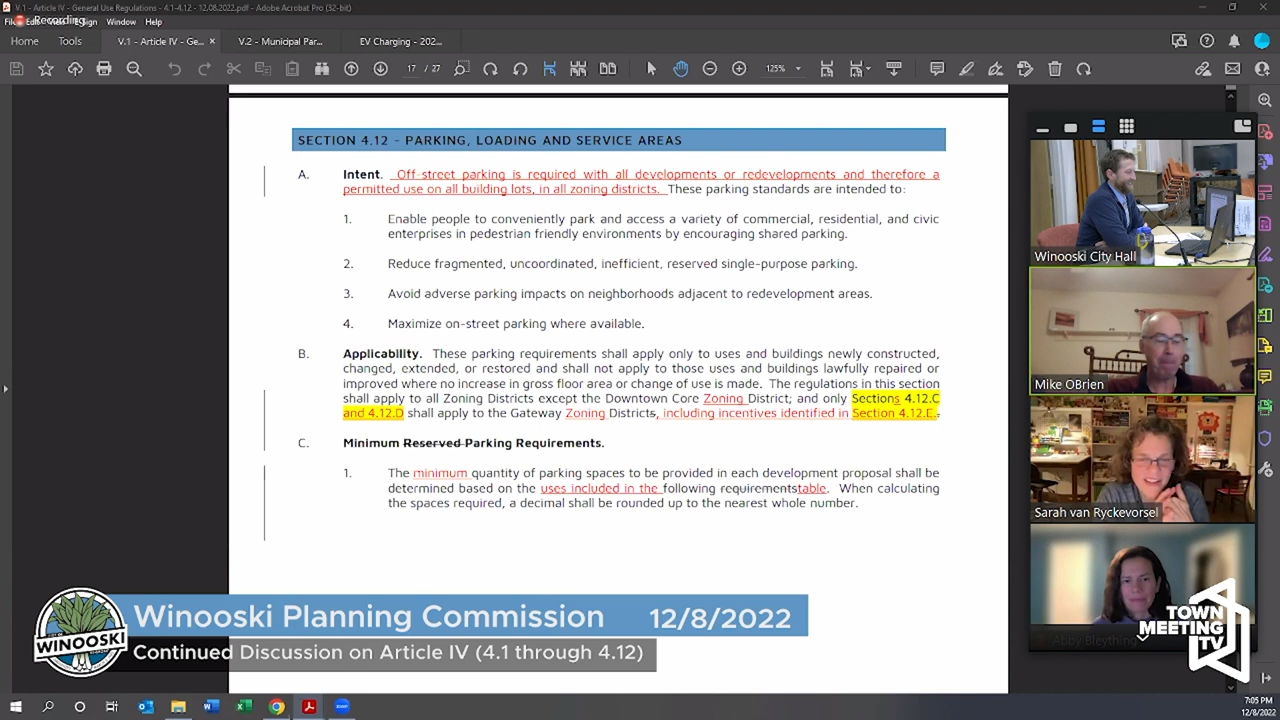 V.1 - Article IV - General Use Regulations - 4.1-4.12 - 12.08.2022.pdf - Adobe Acrobat Pro (32-bit)
Recording
Window Help
Home Tools V.1 - Article IV - Ge... × V.2 - Municipal Par... EV Charging - 202...
17 / 27 125%
SECTION 4.12 - PARKING, LOADING AND SERVICE AREAS
A. Intent. Off-street parking is required with all developments or redevelopments and therefore a
permitted use on all building lots, in all zoning districts. These parking standards are intended to:
1. Enable people to conveniently park and access a variety of commercial, residential, and civic
enterprises in pedestrian friendly environments by encouraging shared parking.
2. Reduce fragmented, uncoordinated, inefficient, reserved single-purpose parking.
3. Avoid adverse parking impacts on neighborhoods adjacent to redevelopment areas.
4. Maximize on-street parking where available.
B. Applicability. These parking requirements shall apply only to uses and buildings newly constructed,
changed, extended, or restored and shall not apply to those uses and buildings lawfully repaired or
improved where no increase in gross floor area or change of use is made. The regulations in this section
shall apply to all Zoning Districts except the Downtown Core Zoning District; and only Sections 4.12.C
and 4.12.D shall apply to the Gateway Zoning Districts, including incentives identified in Section 4.12.E.
C. Minimum Reserved Parking Requirements.
1. The minimum quantity of parking spaces to be provided in each development proposal shall be
determined based on the uses included in the following requirementstable. When calculating
the spaces required, a decimal shall be rounded up to the nearest whole number.
Winooski City Hall
Mike OBrien
Sarah van Ryckevorsel
Abby Bleything
CITY OF
WINOOSKI
Winooski Planning Commission 12/8/2022
Continued Discussion on Article IV (4.1 through 4.12)
TOWN
MEETING
TV
7:05 PM
12/8/2022